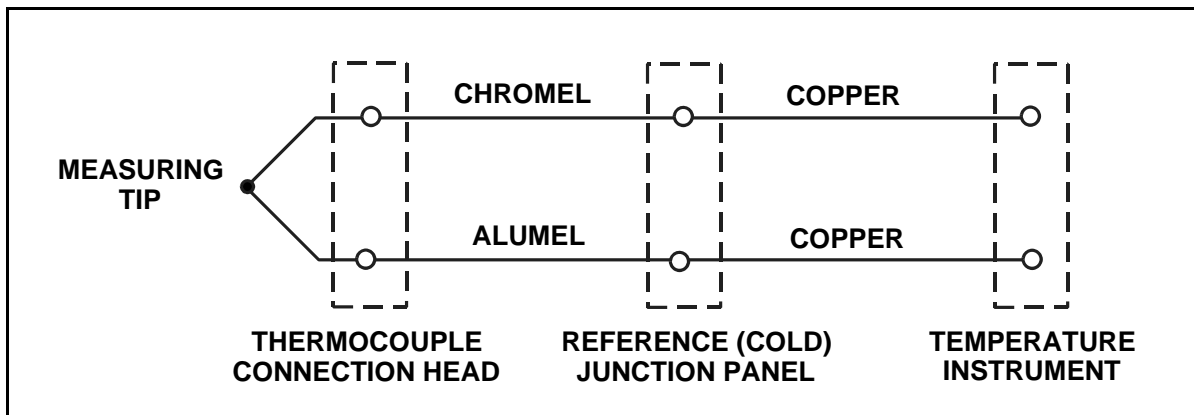 CHROMEL
COPPER
MEASURING
TIP
ALUMEL
COPPER
THERMOCOUPLE
CONNECTION HEAD
REFERENCE (COLD)
JUNCTION PANEL
TEMPERATURE
INSTRUMENT